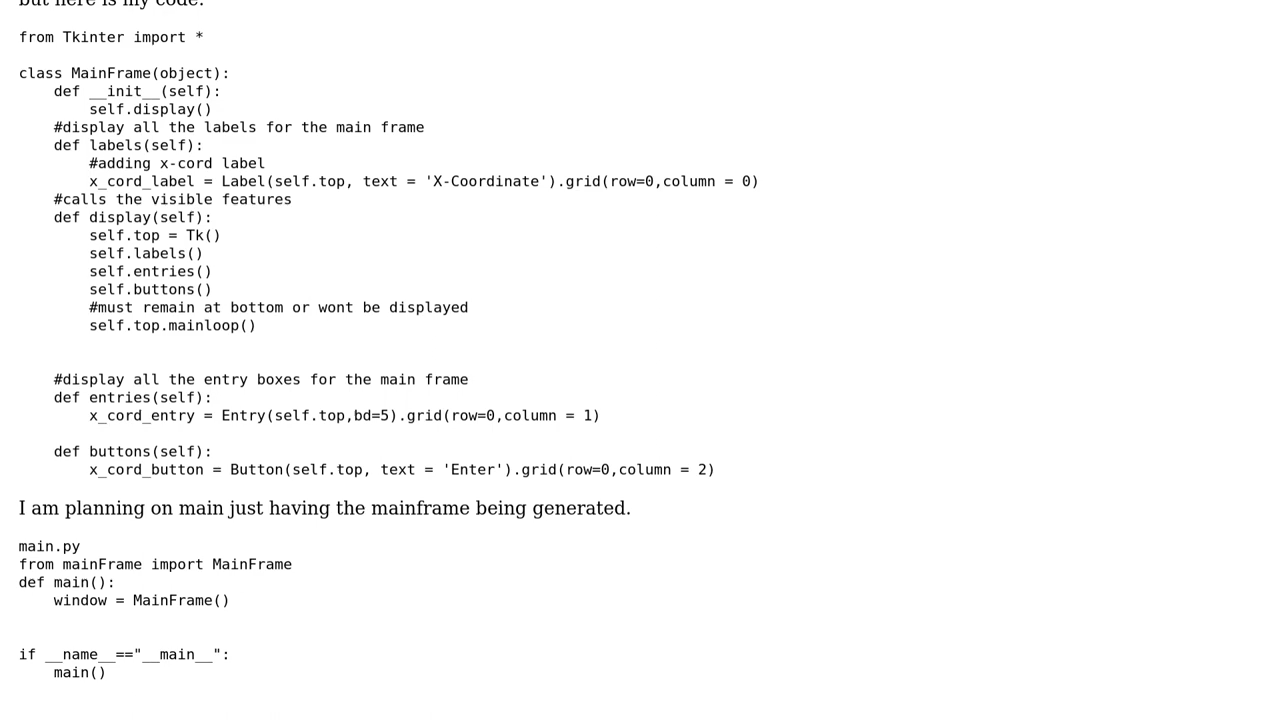 but here is my code:
from Tkinter import *
class MainFrame(object):
    def __init__(self):
        self.display()
    #display all the labels for the main frame
    def labels(self):
        #adding x-cord label
        x_cord_label = Label(self.top, text = 'X-Coordinate').grid(row=0,column = 0)
    #calls the visible features
    def display(self):
        self.top = Tk()
        self.labels()
        self.entries()
        self.buttons()
        #must remain at bottom or wont be displayed
        self.top.mainloop()
    #display all the entry boxes for the main frame
    def entries(self):
        x_cord_entry = Entry(self.top,bd=5).grid(row=0,column = 1)
    def buttons(self):
        x_cord_button = Button(self.top, text = 'Enter').grid(row=0,column = 2)
I am planning on main just having the mainframe being generated.
main.py
from mainFrame import MainFrame
def main():
    window = MainFrame()
if __name__=="__main__":
    main()